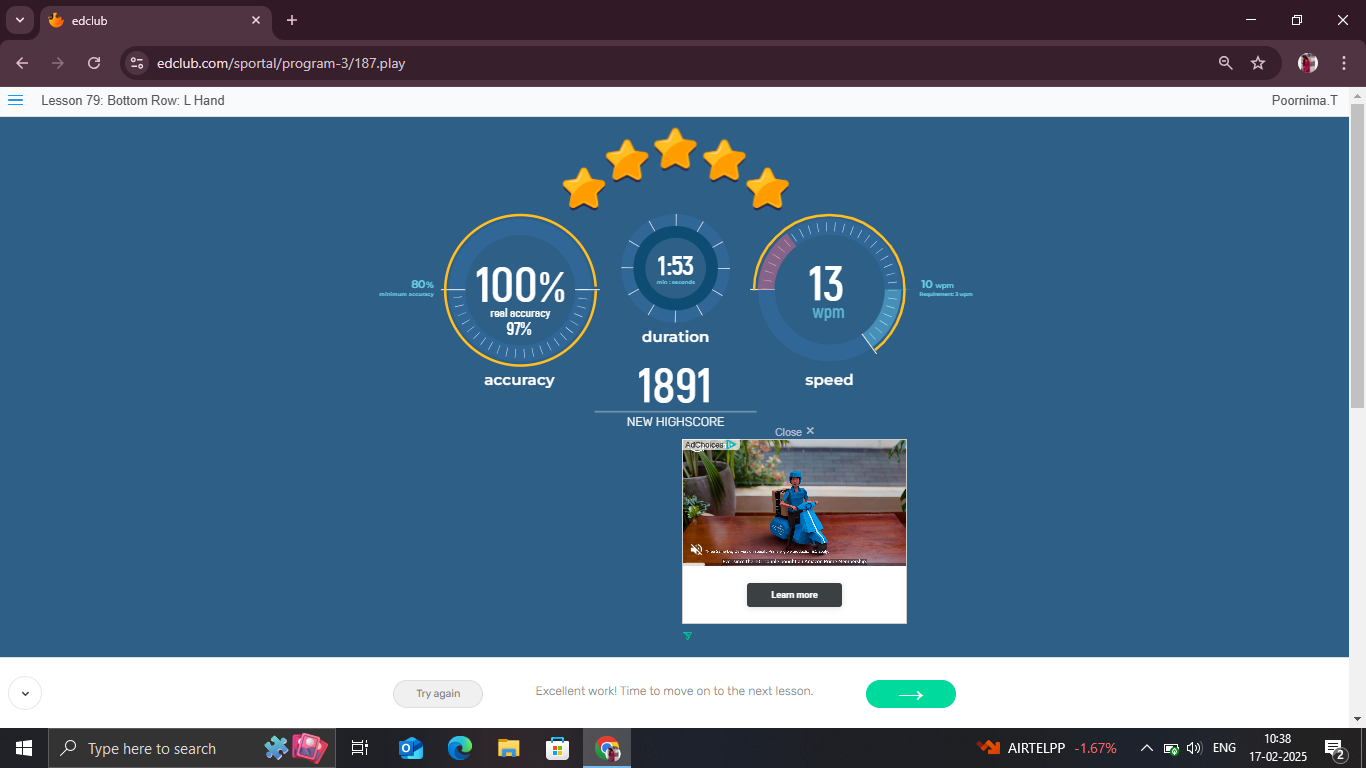 edclub
edclub.com/sportal/program-3/187.play
Lesson 79: Bottom Row: L Hand
Poornima.T
100%
real accuracy
97%
80%
minimum accuracy
accuracy
1:53
min : seconds
duration
13
wpm
10 wpm
Requirement: 3 wpm
speed
1891
NEW HIGHSCORE
Close ×
AdChoices
Learn more
Try again
Excellent work! Time to move on to the next lesson.
Type here to search
AIRTELPP -1.67%
ENG
10:38
17-02-2025
2